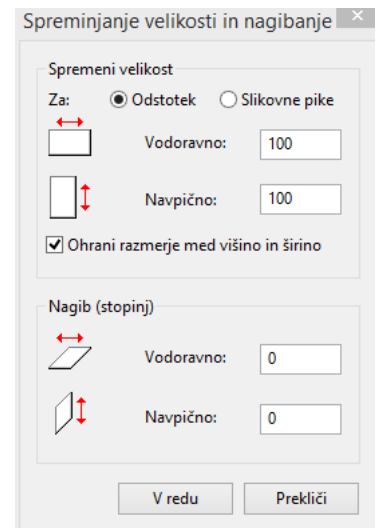 Spreminjanje velikosti in nagibanje
Spremeni velikost
Za: Odstotek Slikovne pike
Vodoravno: 100
Navpično: 100
Ohrani razmerje med višino in širino
Nagib (stopinj)
Vodoravno: 0
Navpično: 0
V redu Prekliči